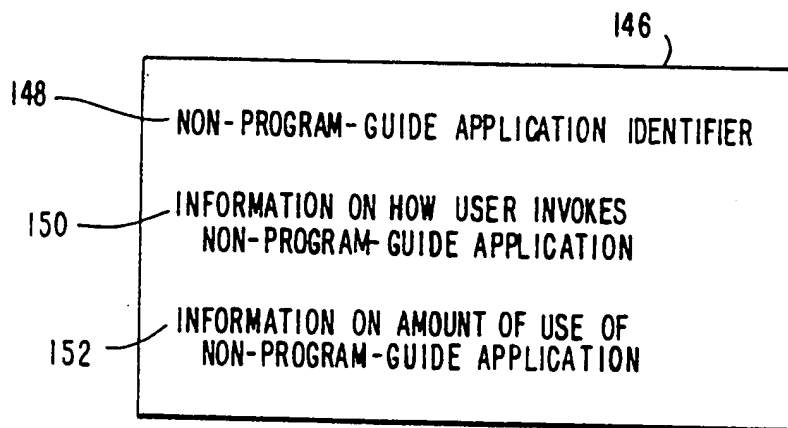 146
148
NON-PROGRAM-GUIDE APPLICATION IDENTIFIER
150
INFORMATION ON HOW USER INVOKES
NON-PROGRAM-GUIDE APPLICATION
152
INFORMATION ON AMOUNT OF USE OF
NON-PROGRAM-GUIDE APPLICATION